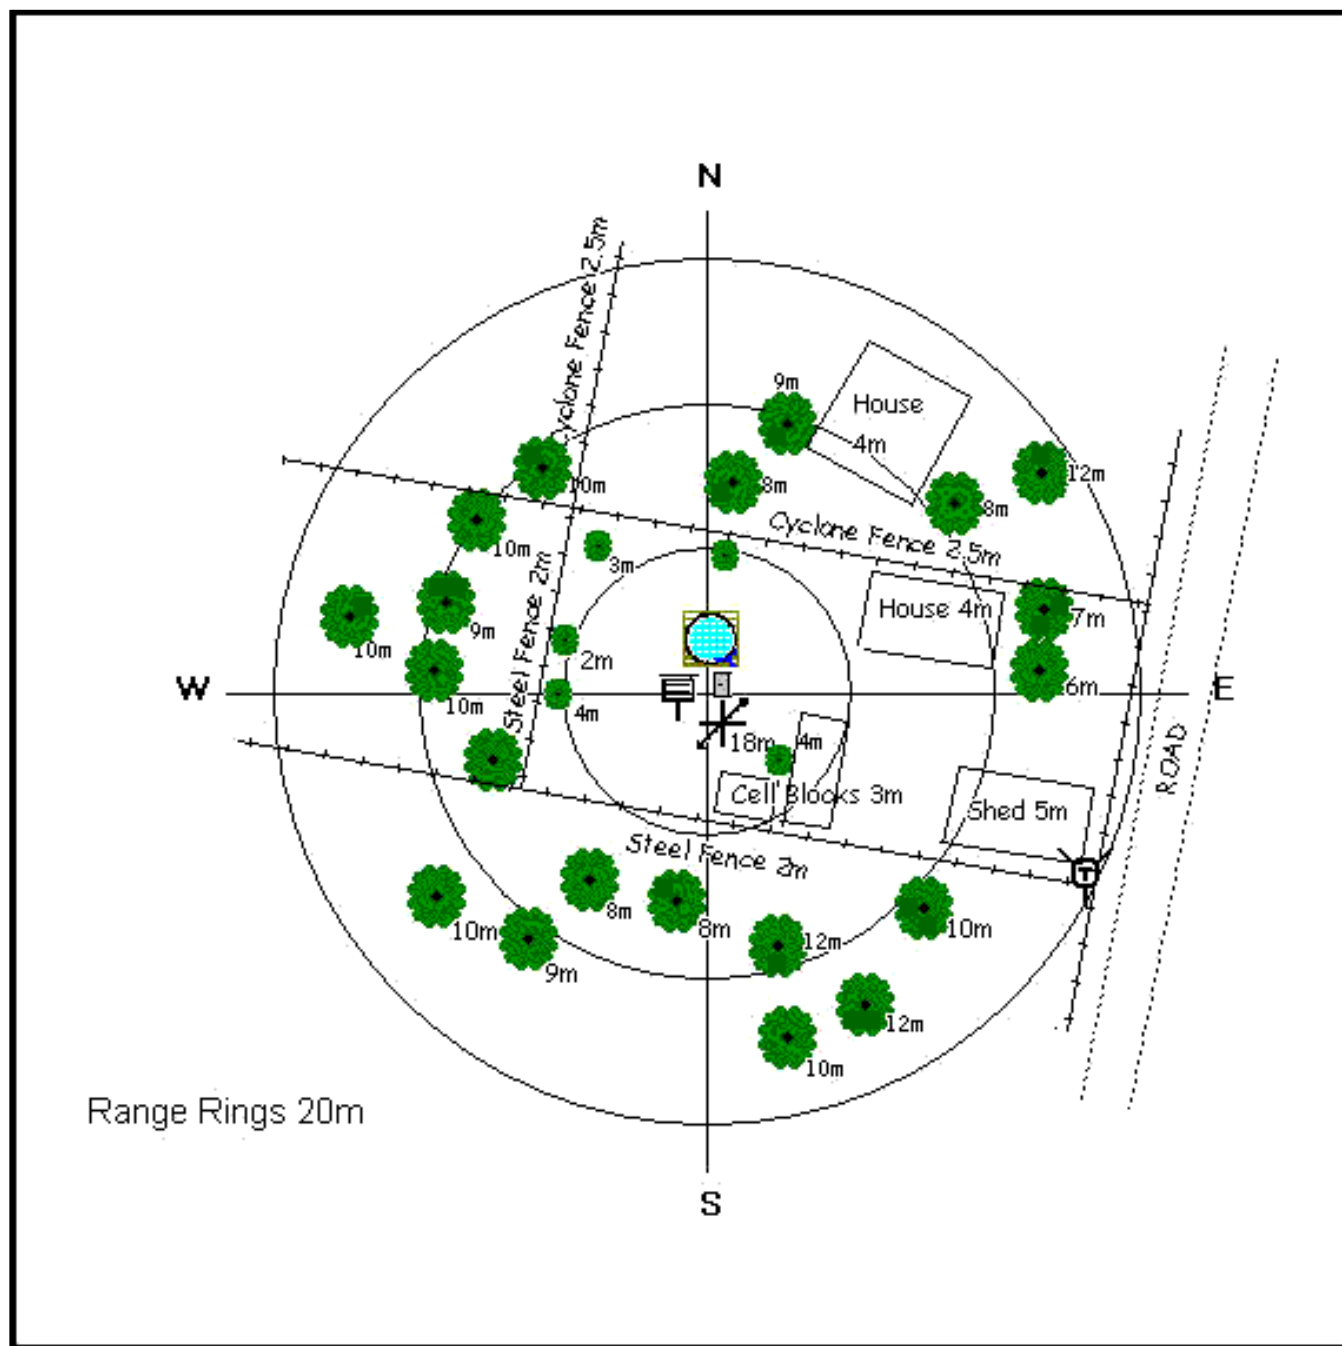 N
Cyclone Fence 2.5m
9m
House
4m
10m
8m
12m
8m
Cyclone Fence 2.5m
10m
3m
Steel Fence 2m
House 4m
7m
9m
10m
2m
W
10m
4m
T
6m
E
18m
4m
ROAD
Cell Blocks 3m
Shed 5m
Steel Fence 2m
T
8m
10m
8m
12m
10m
9m
12m
10m
Range Rings 20m
S